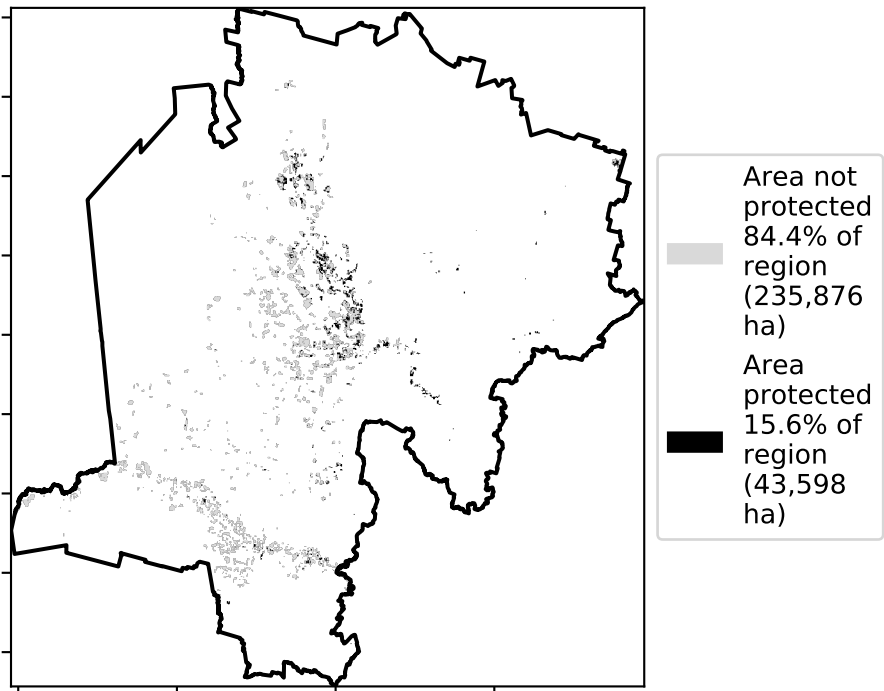 Area not
protected
84.4% of
region
(235,876
ha)
Area
protected
15.6% of
region
(43,598
ha)